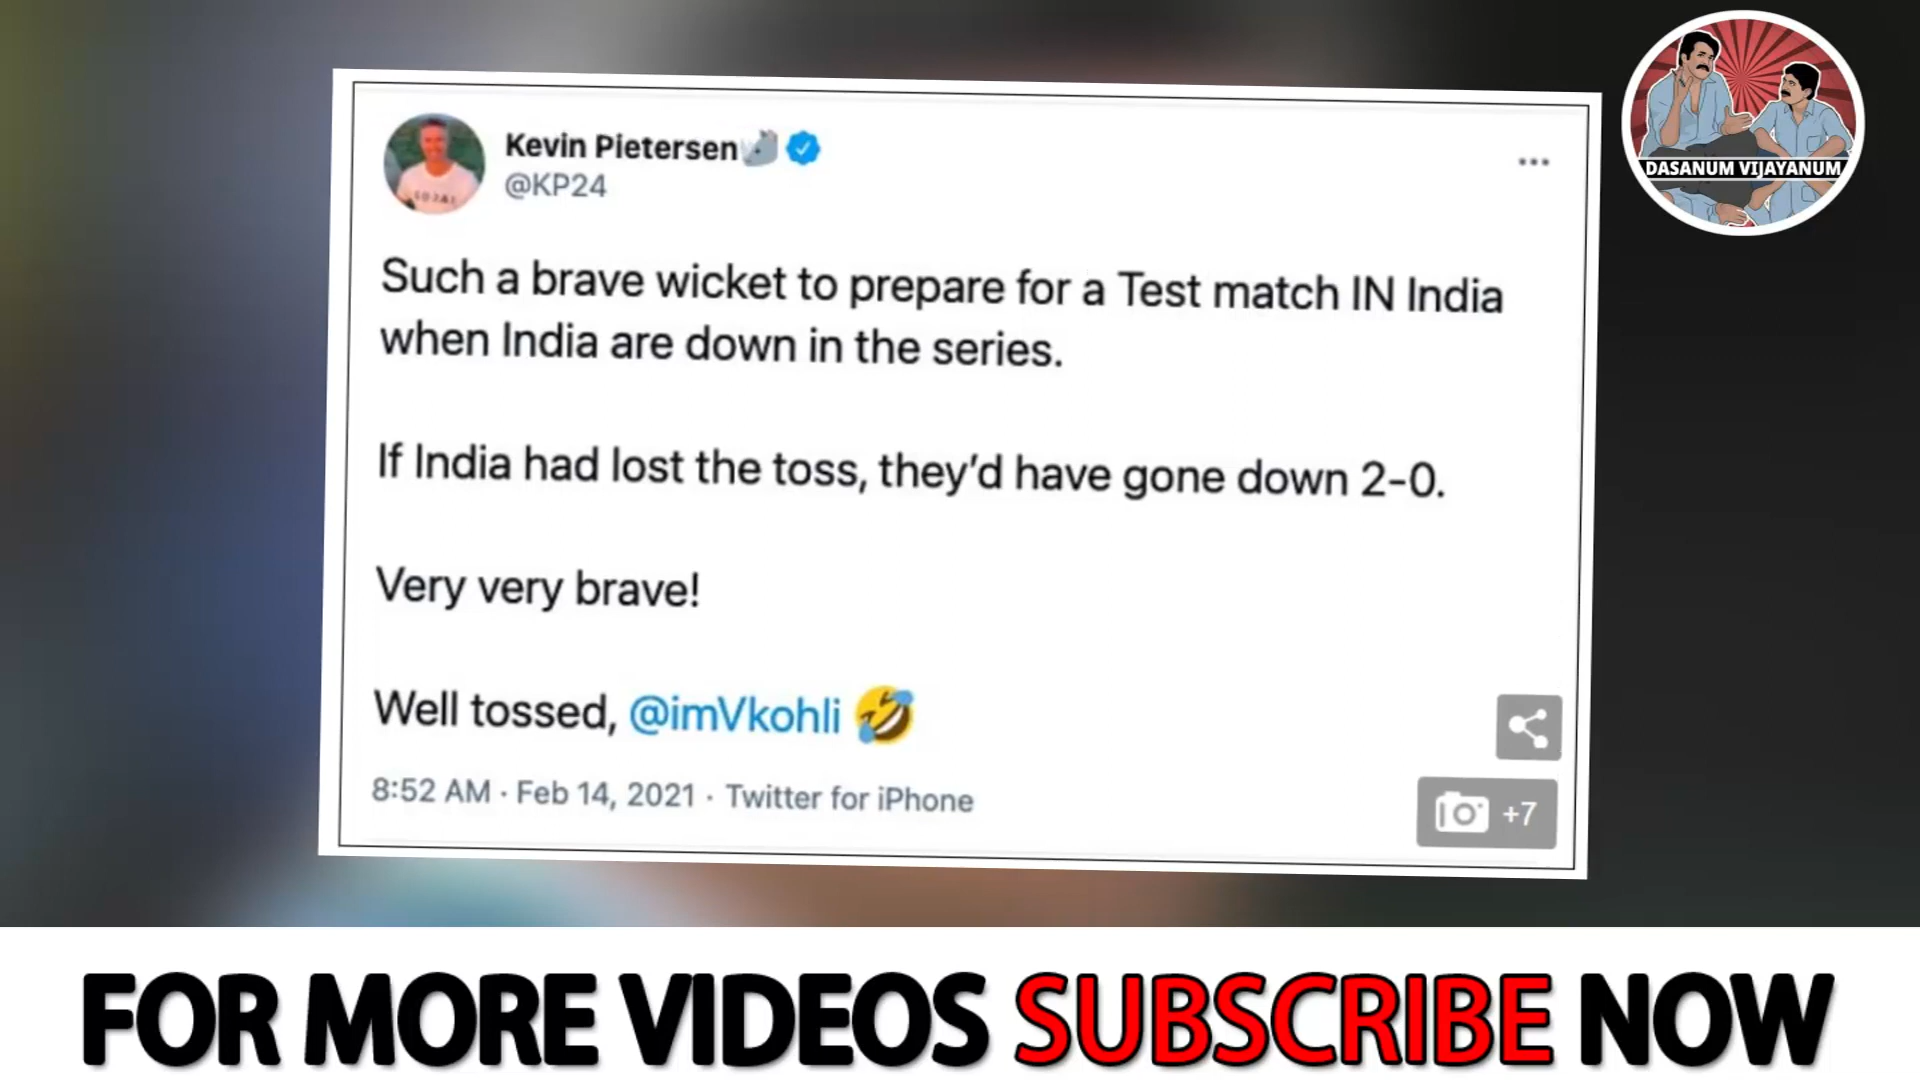 Kevin Pietersen
@KP24
DASANUM VIJAYANUM
Such a brave wicket to prepare for a Test match IN India
when India are down in the series.
If India had lost the toss, they'd have gone down 2-0.
Very very brave!
Well tossed, @imVkohli 🤣
8:52 AM · Feb 14, 2021 · Twitter for iPhone
+7
FOR MORE VIDEOS SUBSCRIBE NOW